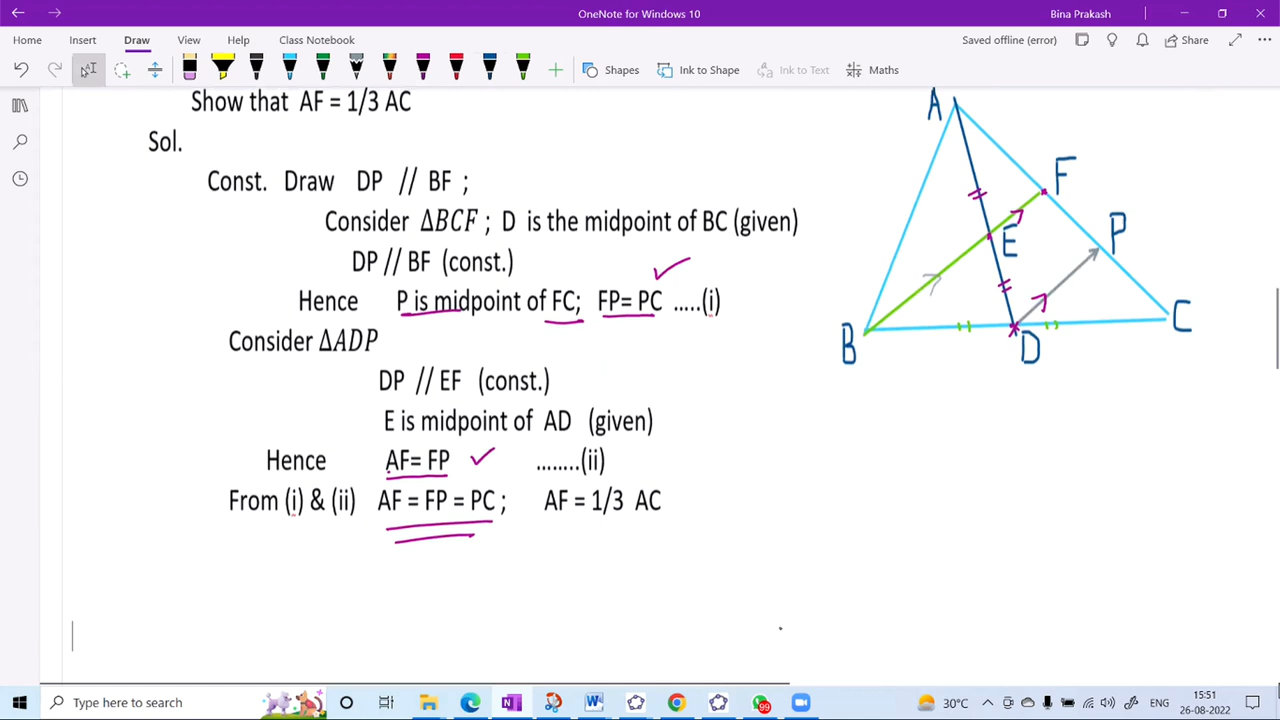 OneNote for Windows 10
Bina Prakash
Home Insert Draw View Help Class Notebook
Saved offline (error)
Share
Shapes
Ink to Shape
Ink to Text
Maths
Show that AF = 1/3 AC
Sol.
Const. Draw DP // BF ;
Consider ΔBCF ; D is the midpoint of BC (given)
DP // BF (const.)
Hence P is midpoint of FC; FP= PC .....(i)
Consider ΔADP
DP // EF (const.)
E is midpoint of AD (given)
Hence AF= FP ........(ii)
From (i) & (ii) AF = FP = PC ; AF = 1/3 AC
A
F
P
E
C
B
D
Type here to search
99
30°C
ENG
15:51
26-08-2022